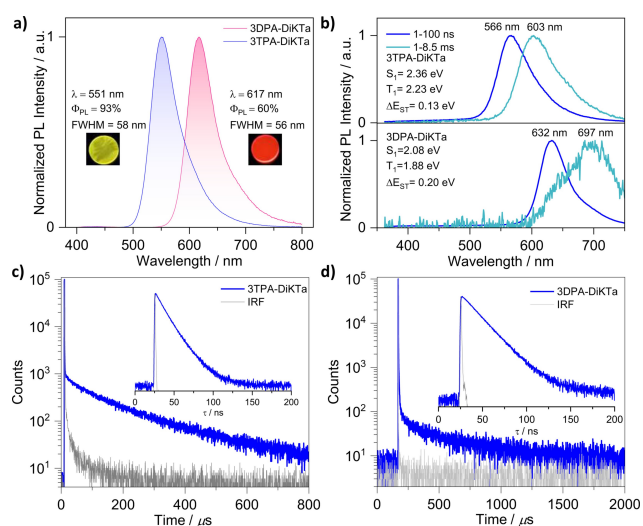 a)
3DPA-DiKTa
3TPA-DiKTa
1
0
Normalized PL Intensity / a.u.
λ = 551 nm
ΦPL = 93%
FWHM = 58 nm
λ = 617 nm
ΦPL = 60%
FWHM = 56 nm
400 500 600 700 800
Wavelength / nm
b)
566 nm 603 nm
1-100 ns
1-8.5 ms
3TPA-DiKTa
S1= 2.36 eV
T1= 2.23 eV
ΔEST = 0.13 eV
1
0
Normalized PL Intensity / a.u.
632 nm 697 nm
3DPA-DiKTa
S1=2.08 eV
T1=1.88 eV
ΔEST = 0.20 eV
1
0
400 500 600 700
Wavelength / nm
c)
10^5
10^4
10^3
10^2
10^1
Counts
3TPA-DiKTa
IRF
0 50 100 150 200
τ / ns
0 200 400 600 800
Time / μs
d)
10^5
10^4
10^3
10^2
10^1
Counts
3DPA-DiKTa
IRF
0 50 100 150 200
τ / ns
0 500 1000 1500 2000
Time / μs